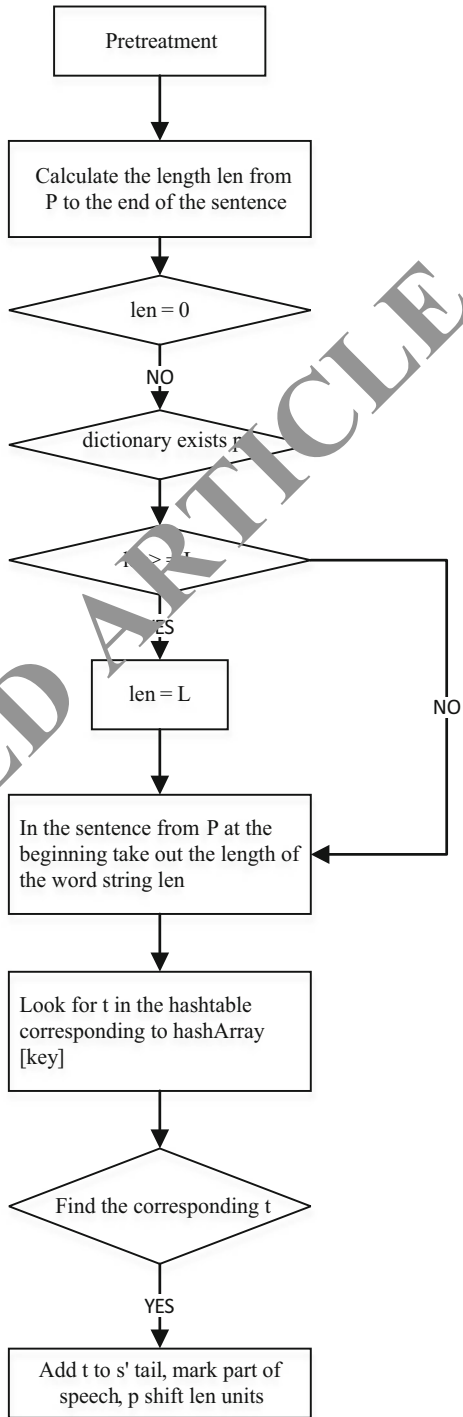 Pretreatment
Calculate the length len from
P to the end of the sentence
len = 0
NO
dictionary exists
YES
len = L
NO
In the sentence from P at the
beginning take out the length of
the word string len
Look for t in the hashtable
corresponding to hashArray
[key]
Find the corresponding t
YES
Add t to s' tail, mark part of
speech, p shift len units
ARTICLE